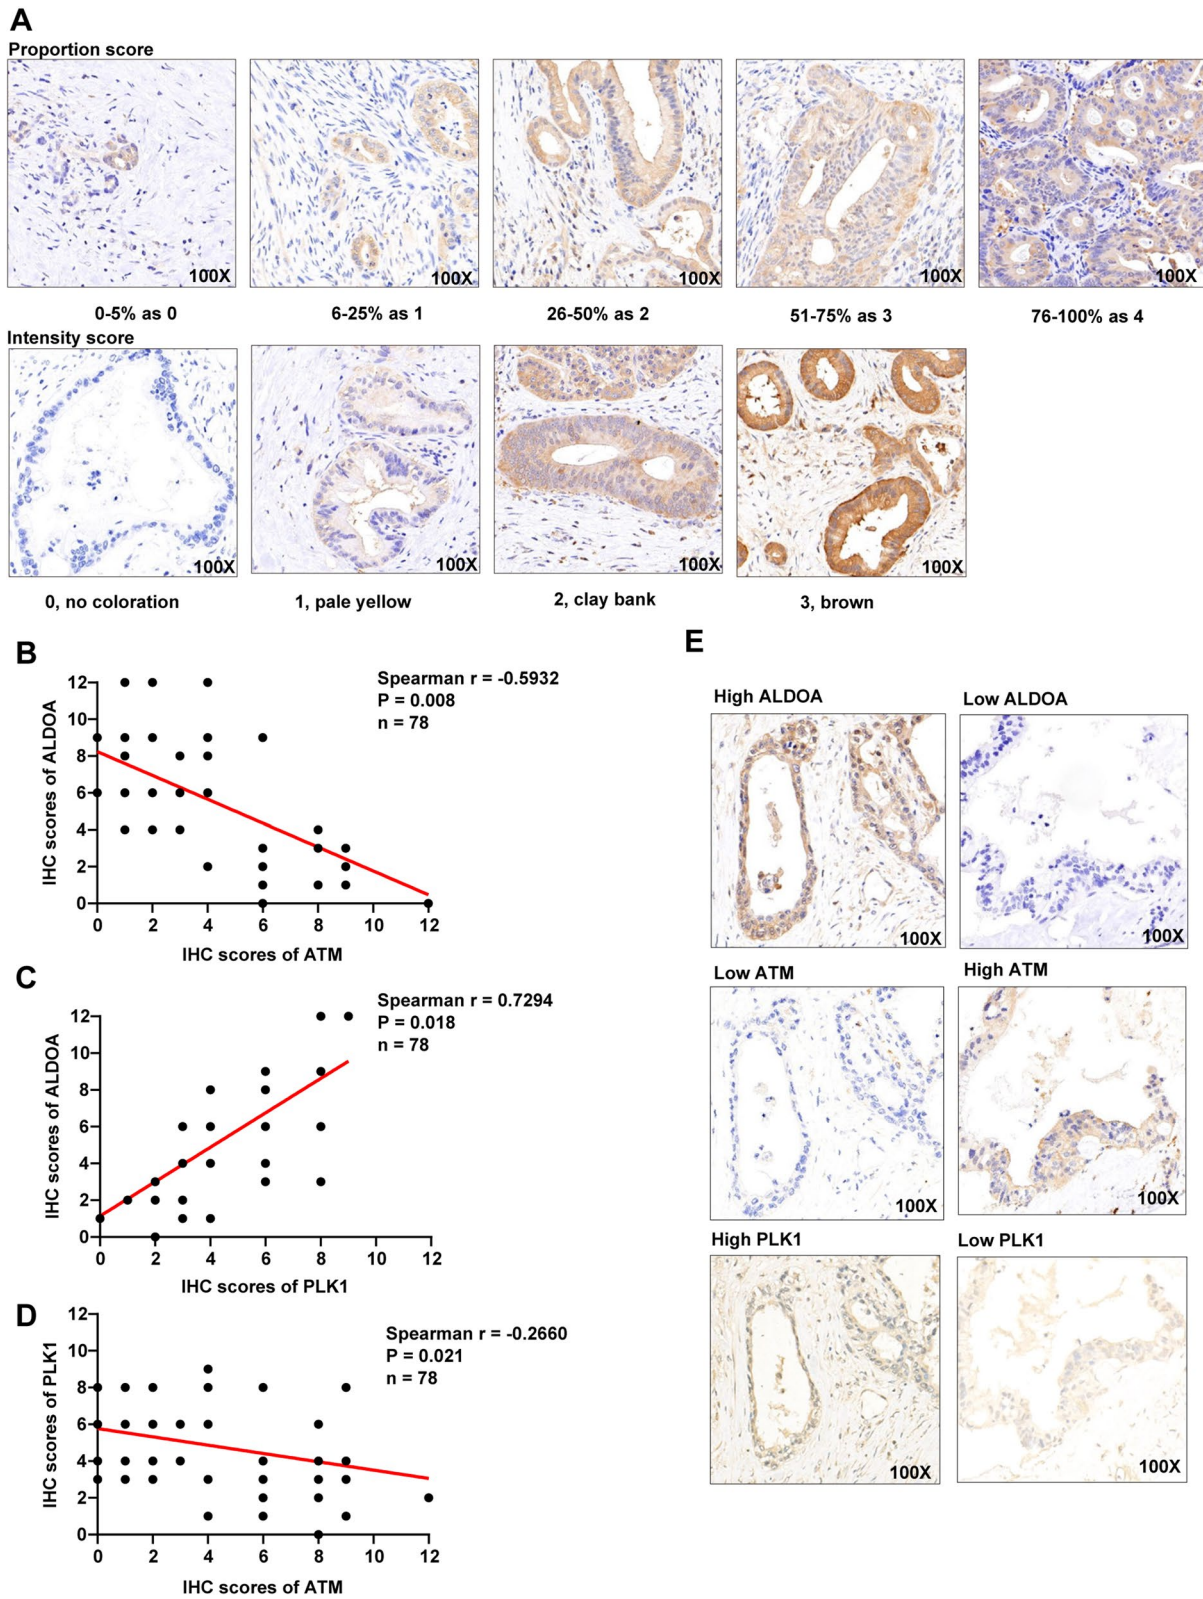 A
Proportion score
100X 100X 100X 100X 100X
0-5% as 0 6-25% as 1 26-50% as 2 51-75% as 3 76-100% as 4
Intensity score
100X 100X 100X 100X
0, no coloration 1, pale yellow 2, clay bank 3, brown
B
Spearman r = -0.5932
P = 0.008
n = 78
IHC scores of ALDOA
12
10
8
6
4
2
0
0 2 4 6 8 10 12
IHC scores of ATM
C
Spearman r = 0.7294
P = 0.018
n = 78
IHC scores of ALDOA
12
10
8
6
4
2
0
0 2 4 6 8 10 12
IHC scores of PLK1
D
Spearman r = -0.2660
P = 0.021
n = 78
IHC scores of PLK1
12
10
8
6
4
2
0
0 2 4 6 8 10 12
IHC scores of ATM
E
High ALDOA Low ALDOA
100X 100X
Low ATM High ATM
100X 100X
High PLK1 Low PLK1
100X 100X